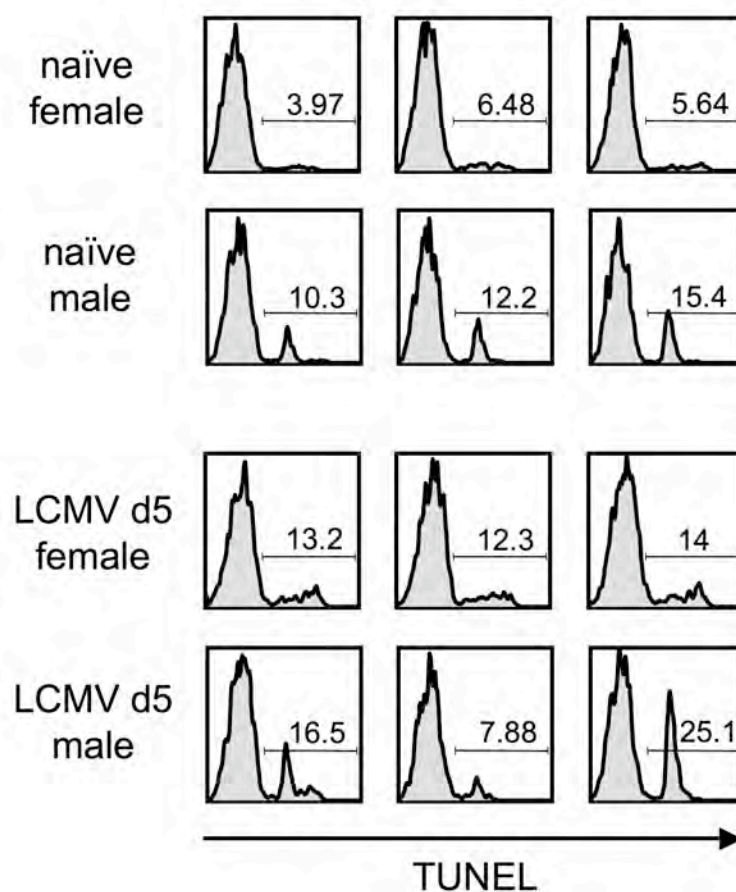 naïve
female
3.97 6.48 5.64
naïve
male
10.3 12.2 15.4
LCMV d5
female
13.2 12.3 14
LCMV d5
male
16.5 7.88 25.1
TUNEL